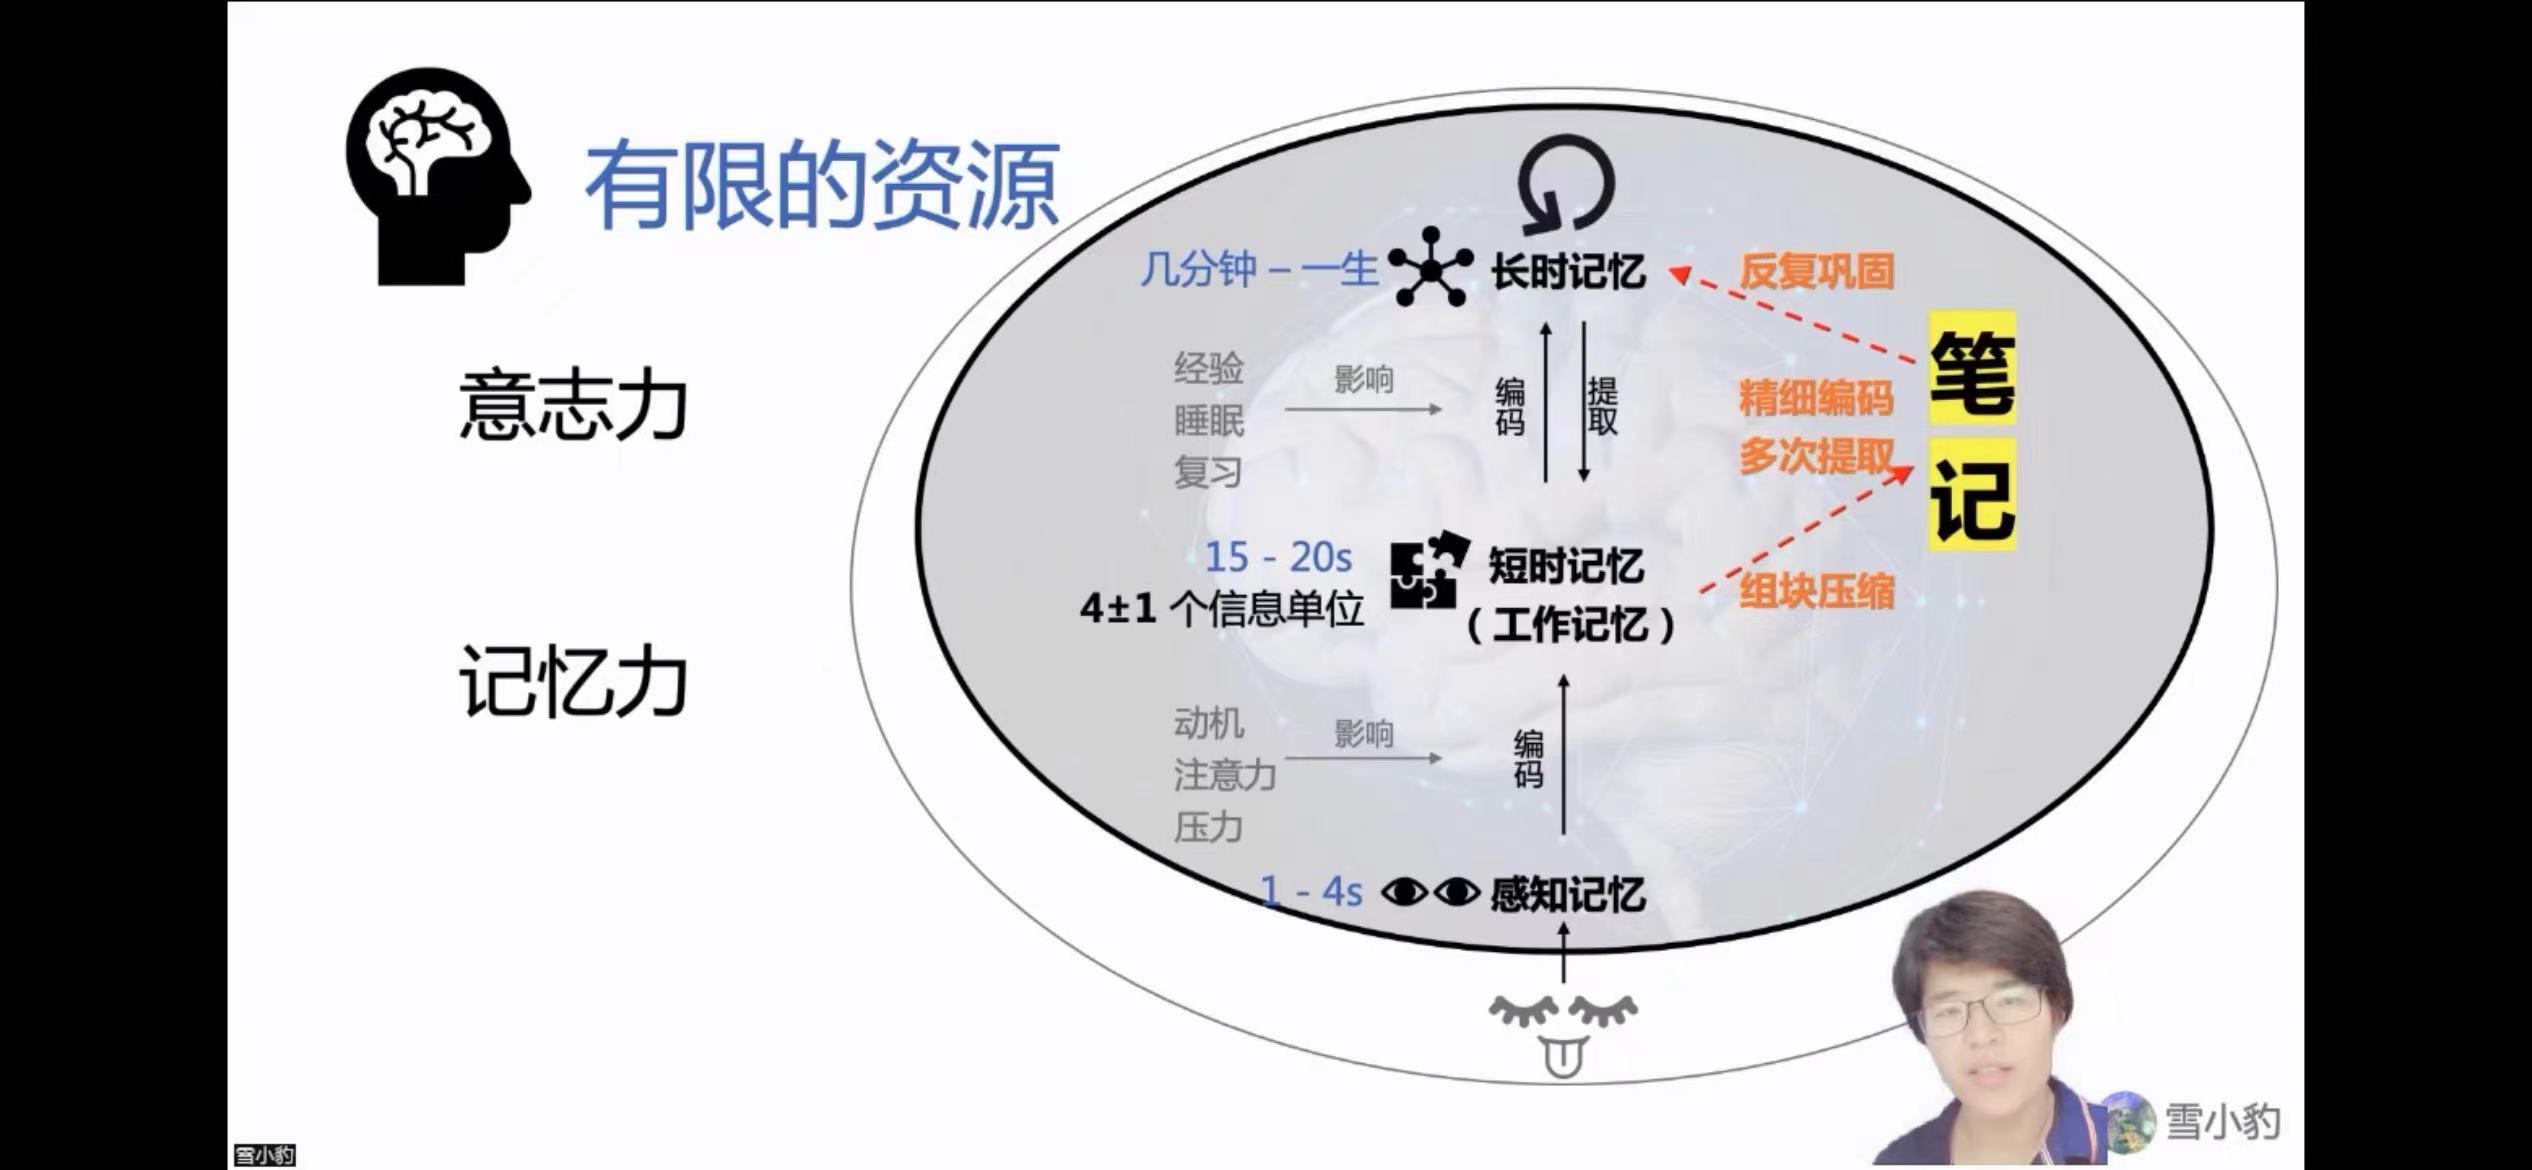 有限的资源
意志力
记忆力
几分钟 – 一生
长时记忆
反复巩固
经验
睡眠
复习
影响
编码
提取
精细编码
多次提取
笔记
15 - 20s
4±1 个信息单位
短时记忆
（工作记忆）
组块压缩
动机
注意力
压力
影响
编码
1 - 4s
感知记忆
雪小豹
雪小豹